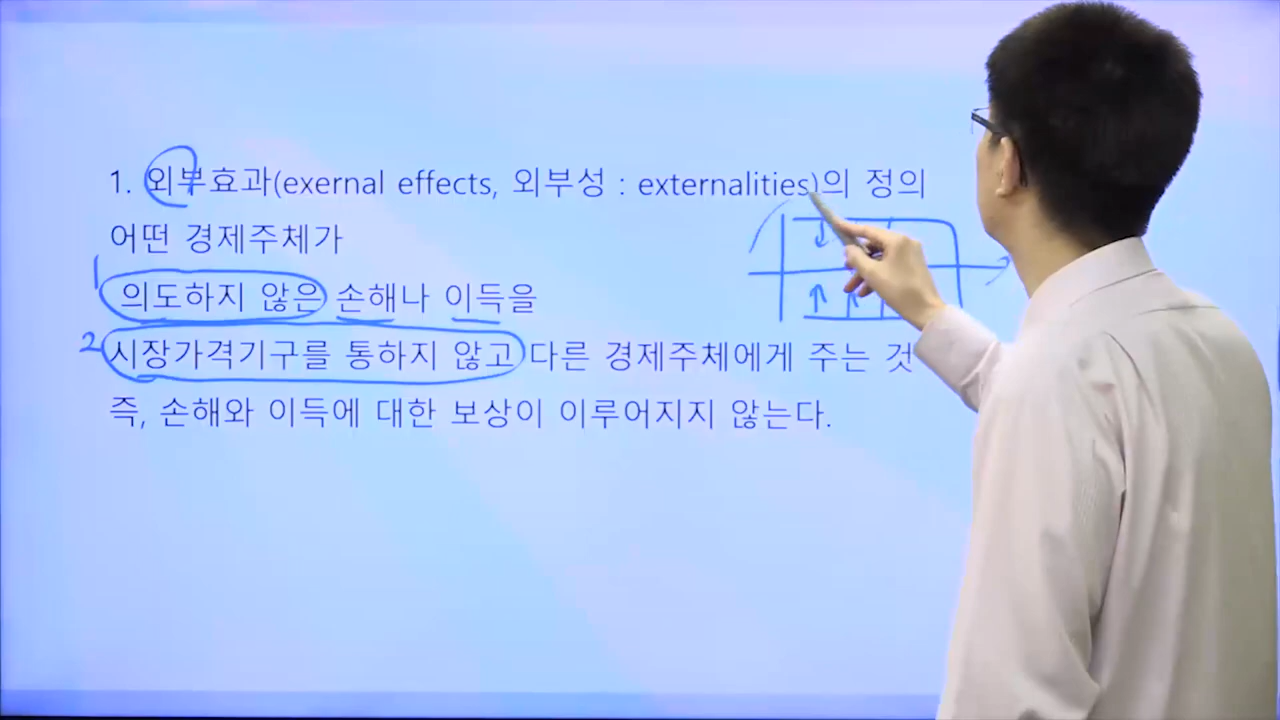 1. 외부효과(exernal effects, 외부성 : externalities)의 정의
어떤 경제주체가
1
의도하지 않은 손해나 이득을
2 시장가격기구를 통하지 않고 다른 경제주체에게 주는 것
즉, 손해와 이득에 대한 보상이 이루어지지 않는다.